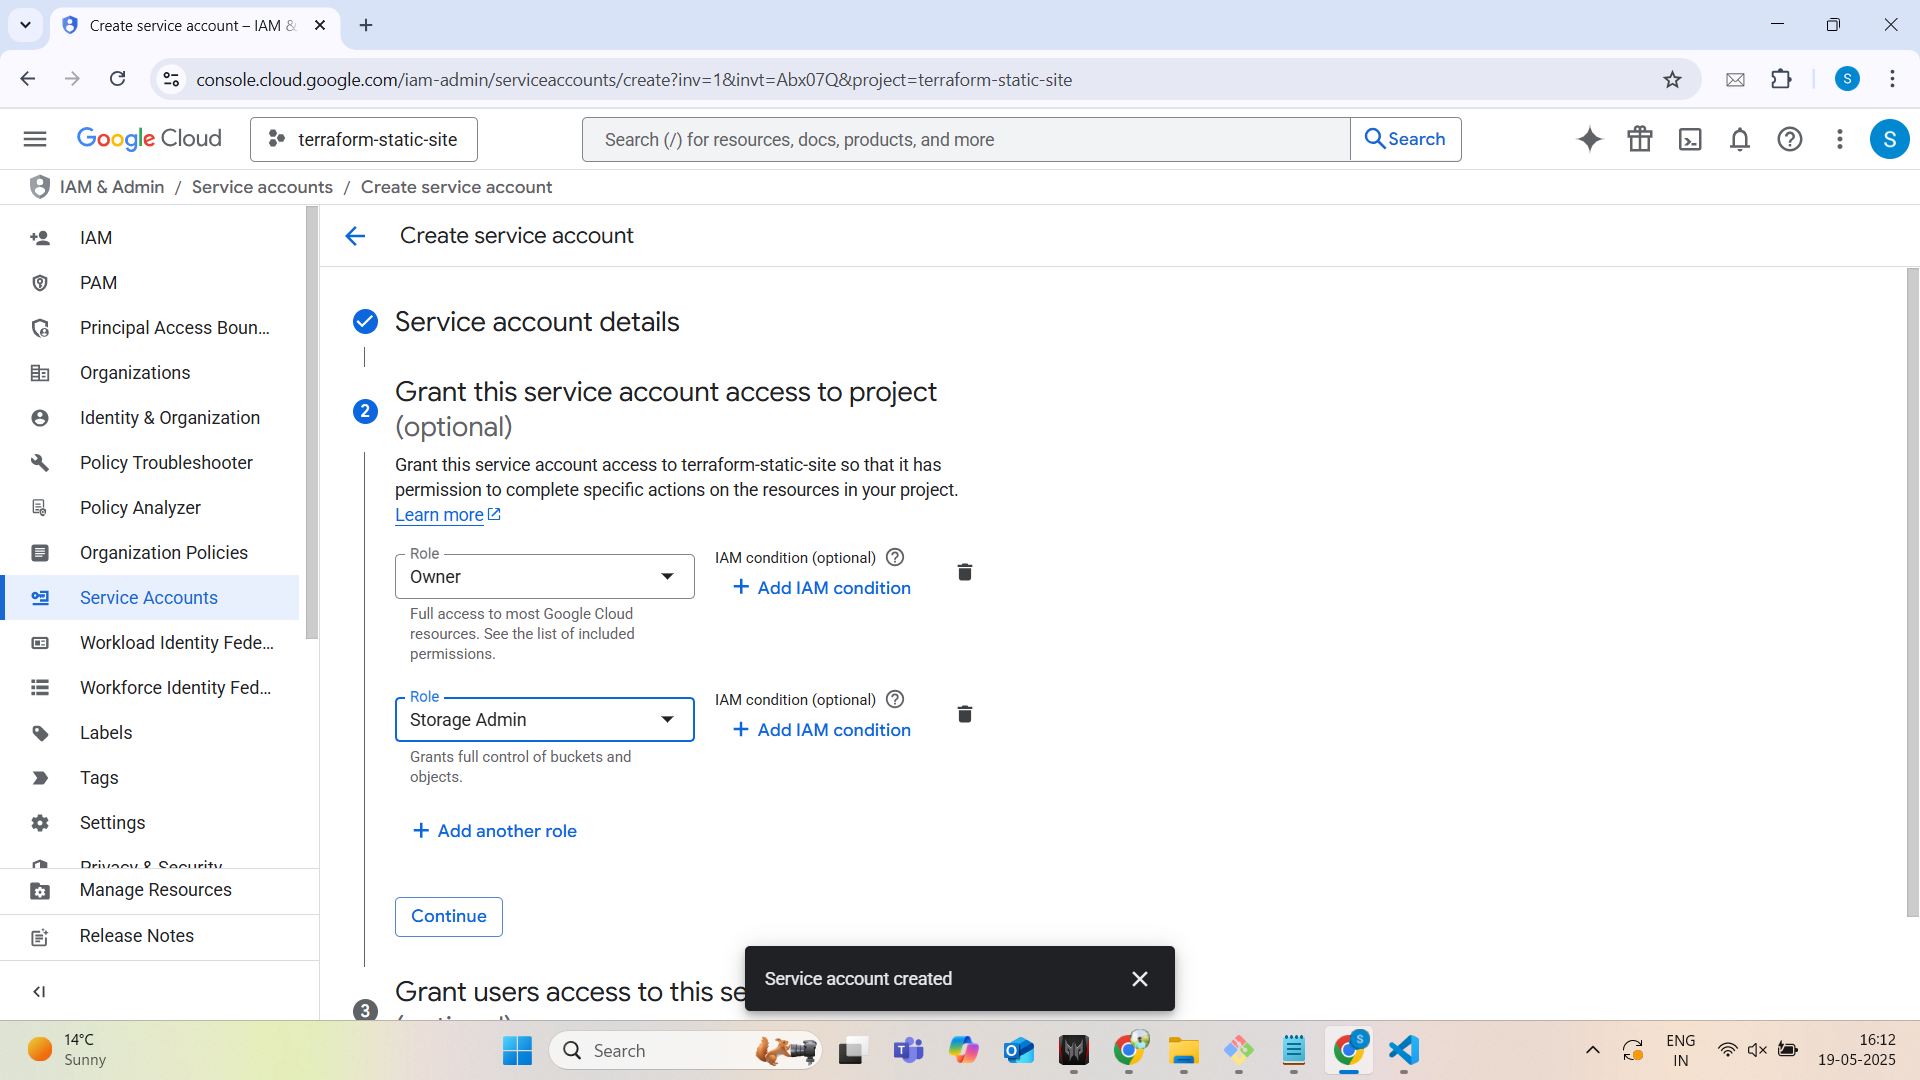 Create service account – IAM &
console.cloud.google.com/iam-admin/serviceaccounts/create?inv=1&invt=Abx07Q&project=terraform-static-site
S
Google Cloud
terraform-static-site
Search (/) for resources, docs, products, and more
Search
S
IAM & Admin / Service accounts / Create service account
IAM
PAM
Principal Access Boun...
Organizations
Identity & Organization
Policy Troubleshooter
Policy Analyzer
Organization Policies
Service Accounts
Workload Identity Fede...
Workforce Identity Fed...
Labels
Tags
Settings
Privacy & Security
Manage Resources
Release Notes
Create service account
Service account details
2
Grant this service account access to project
(optional)
Grant this service account access to terraform-static-site so that it has
permission to complete specific actions on the resources in your project.
Learn more
Role
Owner
IAM condition (optional)
+ Add IAM condition
Full access to most Google Cloud
resources. See the list of included
permissions.
Role
Storage Admin
IAM condition (optional)
+ Add IAM condition
Grants full control of buckets and
objects.
+ Add another role
Continue
3
Grant users access to this se
(optional)
Service account created
14°C
Sunny
Search
S
ENG
IN
16:12
19-05-2025